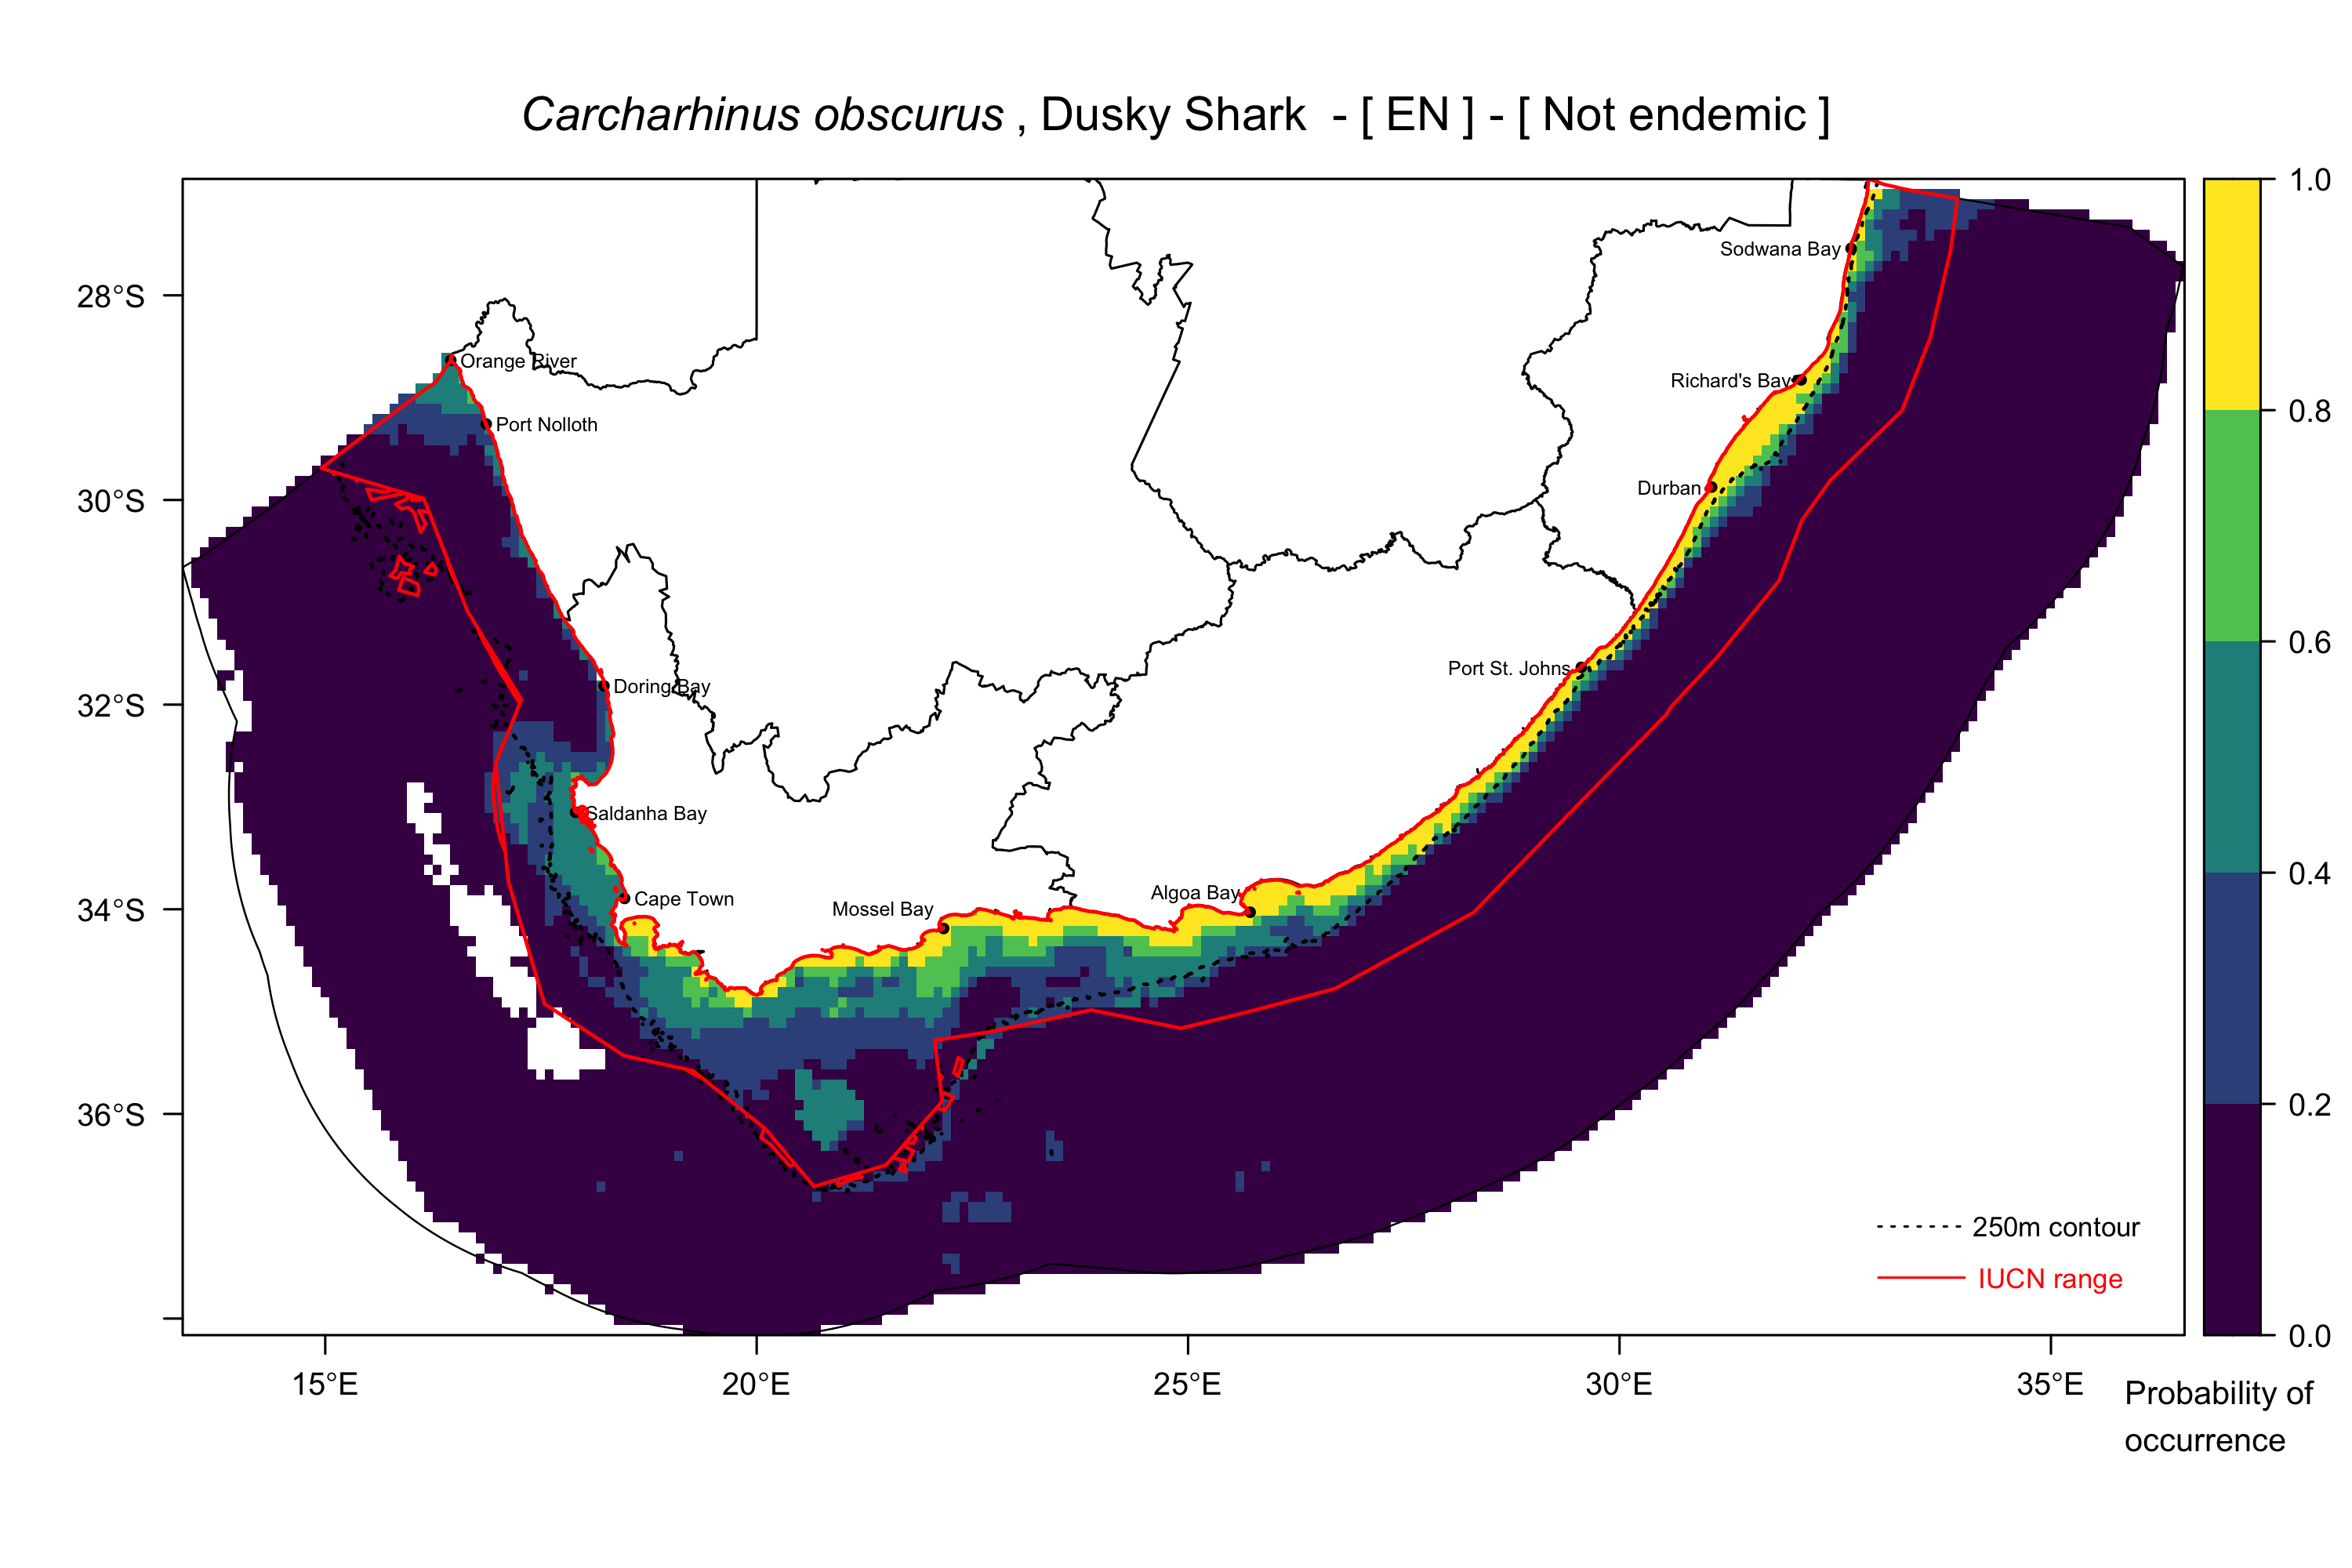 Carcharhinus obscurus , Dusky Shark - [ EN ] - [ Not endemic ]
1.0
Sodwana Bay
28°S
Orange River
Richard's Bay
0.8
Port Nolloth
Durban
30°S
0.6
Port St. Johns
Doring Bay
32°S
Saldanha Bay
0.4
Algoa Bay
Cape Town
Mossel Bay
34°S
0.2
36°S
250m contour
IUCN range
0.0
15°E
20°E
25°E
30°E
35°E
Probability of
occurrence